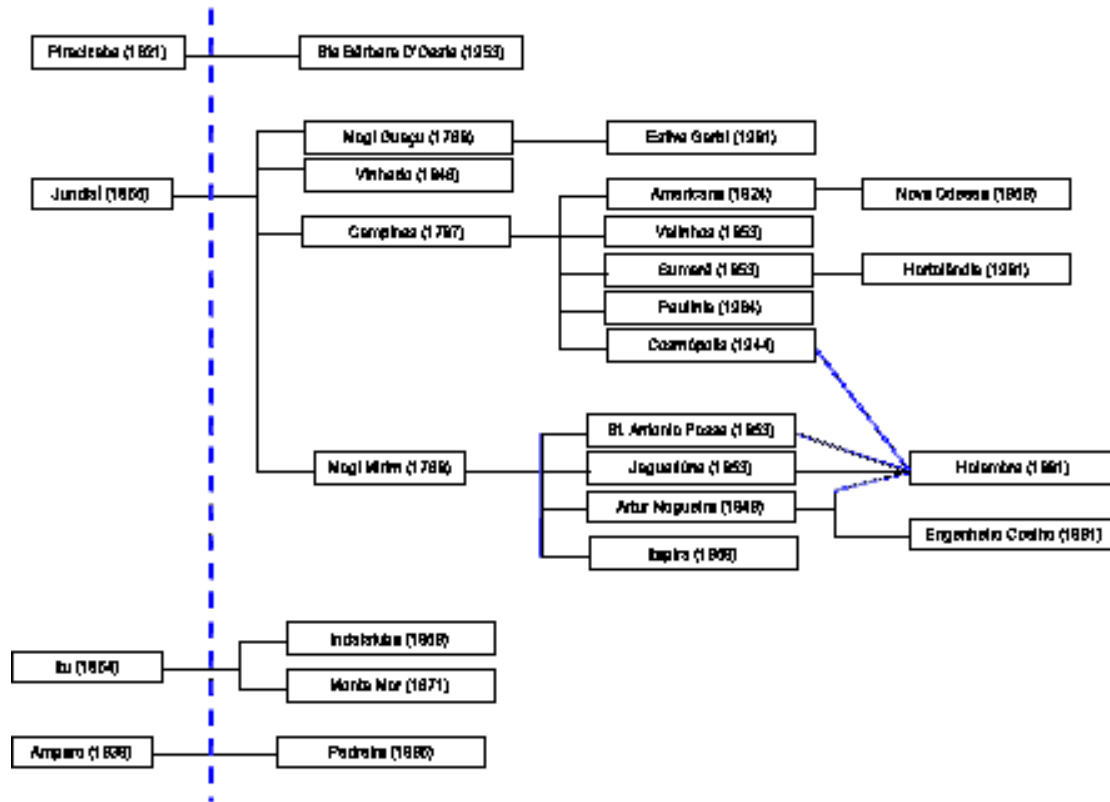 Piracicaba (1821) Sta Bárbara D'Oeste (1953)
Mogi Guaçu (1769) Estiva Gerbi (1991)
Vinhedo (1948)
Jundiaí (1655) Americana (1924) Nova Odessa
Campinas (1797) Valinhos (1953)
Sumaré (1953) Hortolândia (1991)
Paulínia (1964)
Cosmópolis (1944)
St. Antonio Posse (1953)
Mogi Mirim (1769) Jaguariúna (1953) Holambra (1991)
Artur Nogueira (1948)
Engenheiro Coelho (1991)
Itapira
Indaiatuba
Itu (1654)
Monte Mor (1871)
Amparo Pedreira